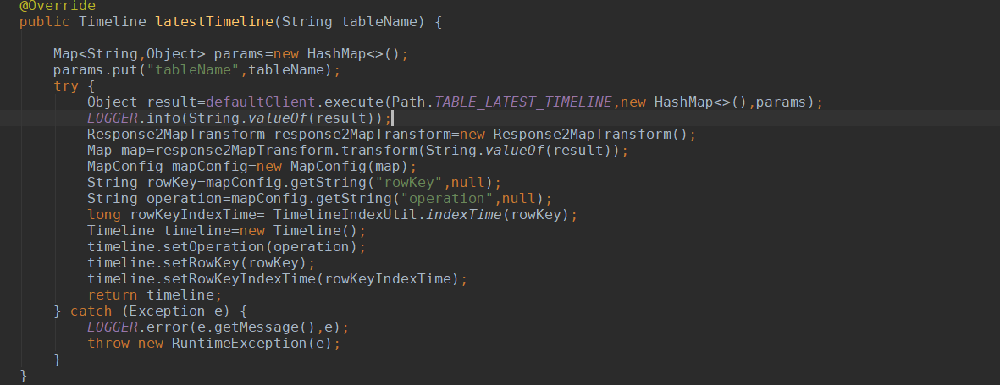 @Override
public Timeline latestTimeline(String tableName) {
Map<String,Object> params=new HashMap<>();
params.put("tableName",tableName);
try {
Object result=defaultClient.execute(Path.TABLE_LATEST_TIMELINE,new HashMap<>(),params);
LOGGER.info(String.valueOf(result));
Response2MapTransform response2MapTransform=new Response2MapTransform();
Map map=response2MapTransform.transform(String.valueOf(result));
MapConfig mapConfig=new MapConfig(map);
String rowKey=mapConfig.getString("rowKey",null);
String operation=mapConfig.getString("operation",null);
long rowKeyIndexTime= TimelineIndexUtil.indexTime(rowKey);
Timeline timeline=new Timeline();
timeline.setOperation(operation);
timeline.setRowKey(rowKey);
timeline.setRowKeyIndexTime(rowKeyIndexTime);
return timeline;
} catch (Exception e) {
LOGGER.error(e.getMessage(),e);
throw new RuntimeException(e);
}
}